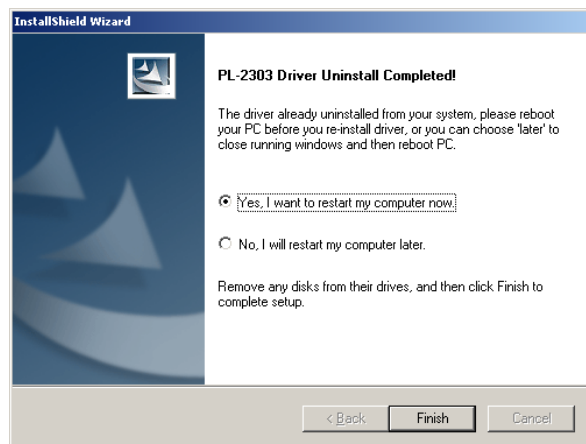 InstallShield Wizard
PL-2303 Driver Uninstall Completed!
The driver already uninstalled from your system, please reboot
your PC before you re-install driver, or you can choose 'later' to
close running windows and then reboot PC.
Yes, I want to restart my computer now.
No, I will restart my computer later.
Remove any disks from their drives, and then click Finish to
complete setup.
< Back Finish Cancel